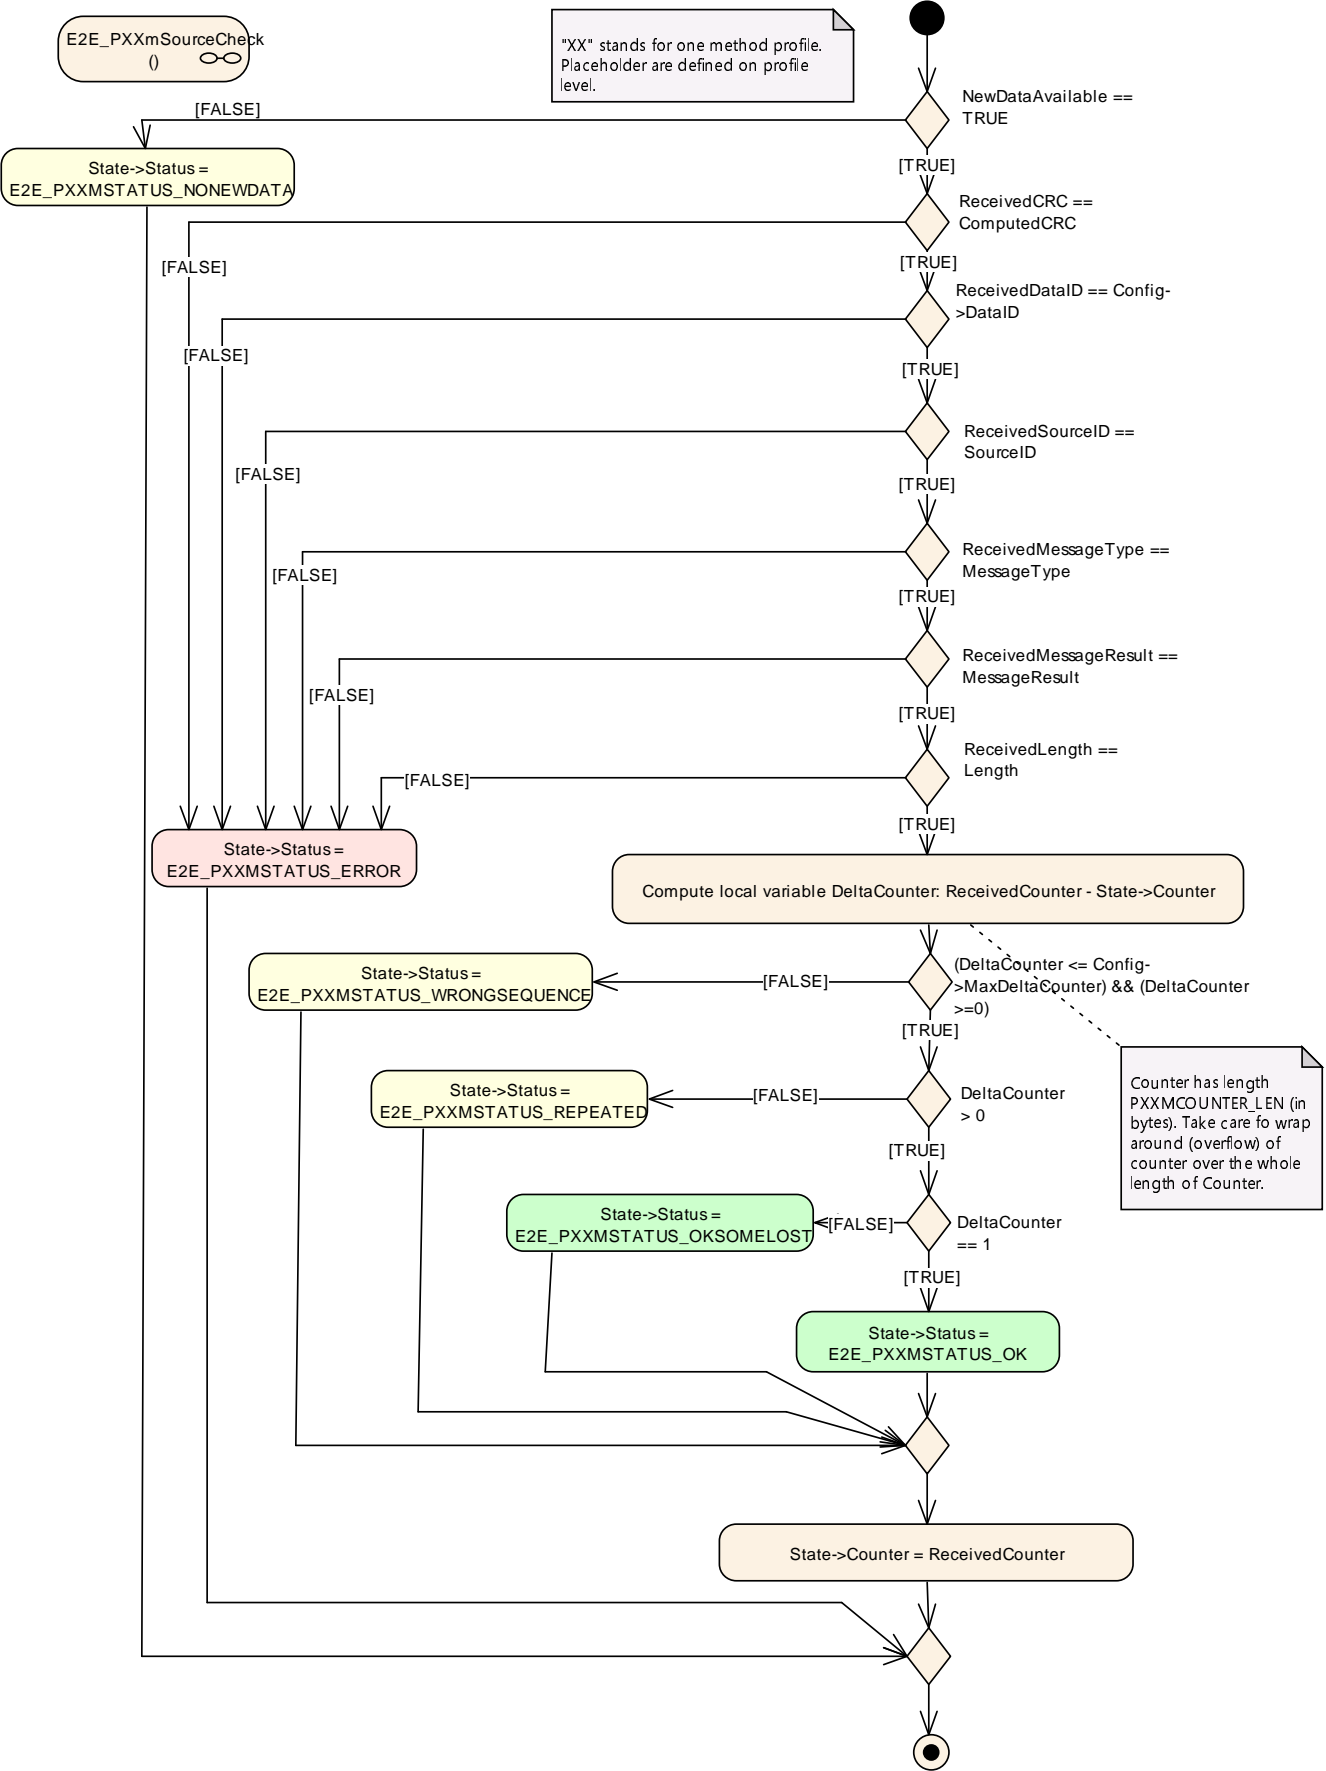 E2E_PXXmSourceCheck
()
"XX" stands for one method profile.
Placeholder are defined on profile
level.
NewDataAvailable ==
TRUE
[FALSE]
State->Status =
E2E_PXXMSTATUS_NONEWDATA
[TRUE]
ReceivedCRC ==
ComputedCRC
[FALSE]
[TRUE]
ReceivedDataID == Config-
>DataID
[FALSE]
[TRUE]
ReceivedSourceID ==
SourceID
[FALSE]
[TRUE]
ReceivedMessageType ==
MessageType
[FALSE]
[TRUE]
ReceivedMessageResult ==
MessageResult
[FALSE]
[TRUE]
ReceivedLength ==
Length
[FALSE]
[TRUE]
State->Status =
E2E_PXXMSTATUS_ERROR
Compute local variable DeltaCounter: ReceivedCounter - State->Counter
(DeltaCounter <= Config-
>MaxDeltaCounter) && (DeltaCounter
>=0)
[FALSE]
State->Status =
E2E_PXXMSTATUS_WRONGSEQUENCE
[TRUE]
Counter has length
PXXMCOUNTER_LEN (in
bytes). Take care fo wrap
around (overflow) of
counter over the whole
length of Counter.
DeltaCounter
> 0
[FALSE]
State->Status =
E2E_PXXMSTATUS_REPEATED
[TRUE]
DeltaCounter
== 1
[FALSE]
State->Status =
E2E_PXXMSTATUS_OKSOMELOST
[TRUE]
State->Status =
E2E_PXXMSTATUS_OK
State->Counter = ReceivedCounter